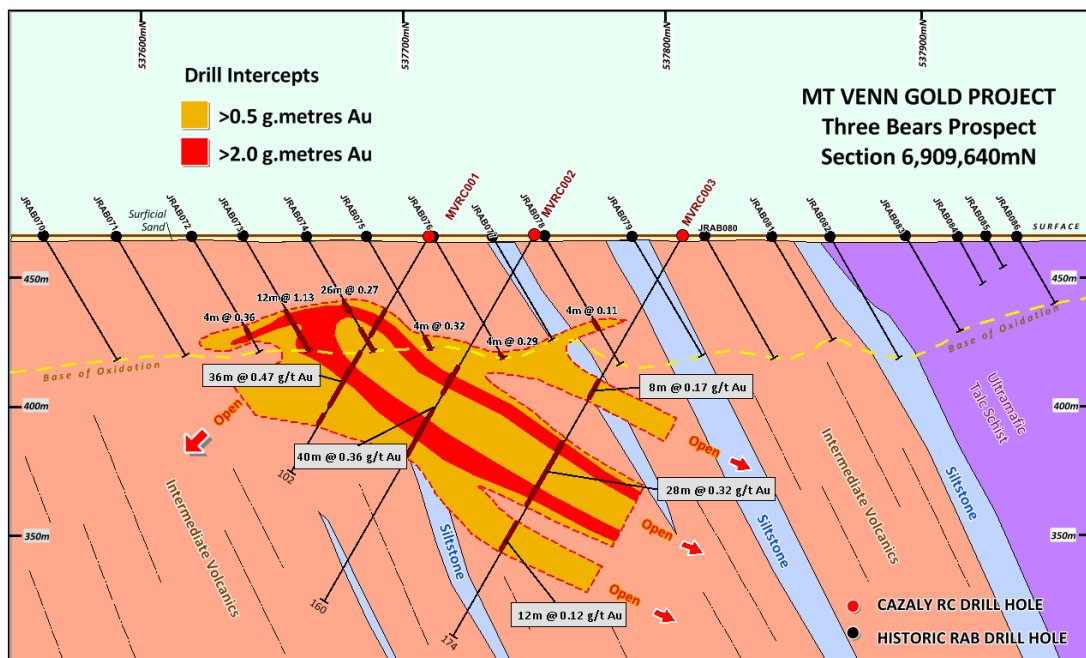 537600mN
537700mN
537800mN
537900mN
Drill Intercepts
>0.5 g.metres Au
>2.0 g.metres Au
MT VENN GOLD PROJECT
Three Bears Prospect
Section 6,909,640mN
JRAB070
JRAB071
Surficial
Sand
JRAB072
JRAB073
JRAB074
JRAB075
JRAB076
MVRC001
MVRC002
JRAB078
JRAB079
MVRC003
JRAB080
JRAB081
JRAB082
JRAB083
JRAB084
JRAB085
JRAB086
SURFACE
450m
450m
4m @ 0.36
12m @ 1.13
26m @ 0.27
4m @ 0.32
4m @ 0.29
4m @ 0.11
Base of Oxidation
Base of Oxidation
36m @ 0.47 g/t Au
8m @ 0.17 g/t Au
400m
400m
Open
40m @ 0.36 g/t Au
Open
102
28m @ 0.32 g/t Au
Ultramafic
Talc Schist
Intermediate Volcanics
Intermediate Volcanics
Siltstone
Siltstone
Siltstone
350m
350m
Open
Open
160
174
12m @ 0.12 g/t Au
CAZALY RC DRILL HOLE
HISTORIC RAB DRILL HOLE